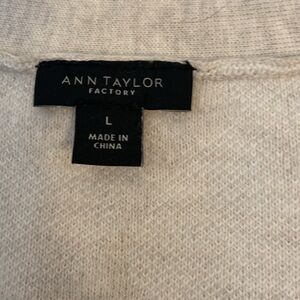 ANN TAYLOR
FACTORY
L
MADE IN
CHINA